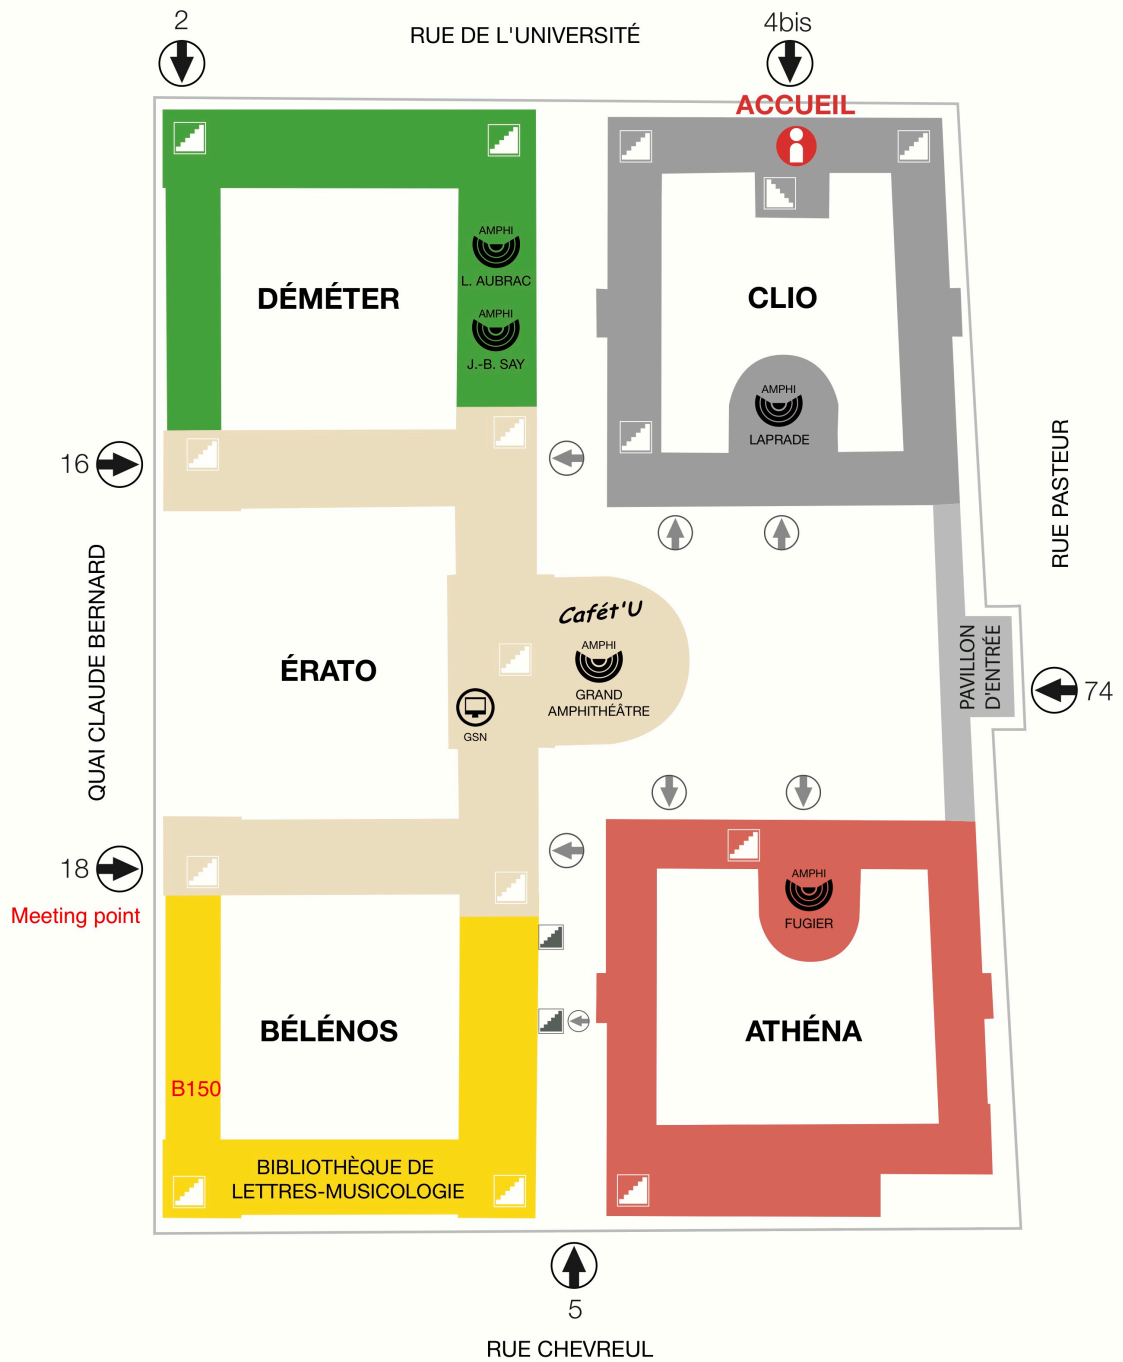 2
RUE DE L'UNIVERSITÉ
4bis
ACCUEIL
AMPHI
L. AUBRAC
AMPHI
J.-B. SAY
DÉMÉTER
CLIO
AMPHI
LAPRADE
16
RUE PASTEUR
QUAI CLAUDE BERNARD
ÉRATO
Cafét'U
AMPHI
GRAND
AMPHITHÉÂTRE
GSN
PAVILLON
D'ENTRÉE
74
18
Meeting point
AMPHI
FUGIER
BÉLÉNOS
ATHÉNA
B150
BIBLIOTHÈQUE DE
LETTRES-MUSICOLOGIE
5
RUE CHEVREUL